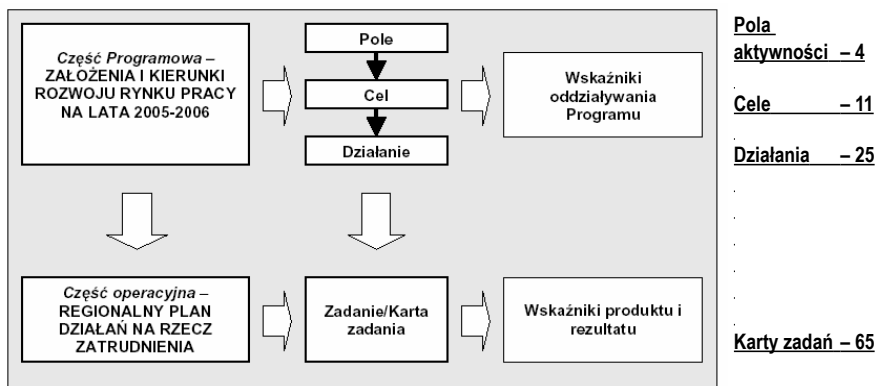 Część Programowa –
ZAŁOŻENIA I KIERUNKI
ROZWOJU RYNKU PRACY
NA LATA 2005-2006
Pole
Cel
Działanie
Wskaźniki
oddziaływania
Programu
Część operacyjna –
REGIONALNY PLAN
DZIAŁAŃ NA RZECZ
ZATRUDNIENIA
Zadanie/Karta
zadania
Wskaźniki produktu i
rezultatu
Pola
aktywności – 4
Cele – 11
Działania – 25
Karty zadań – 65